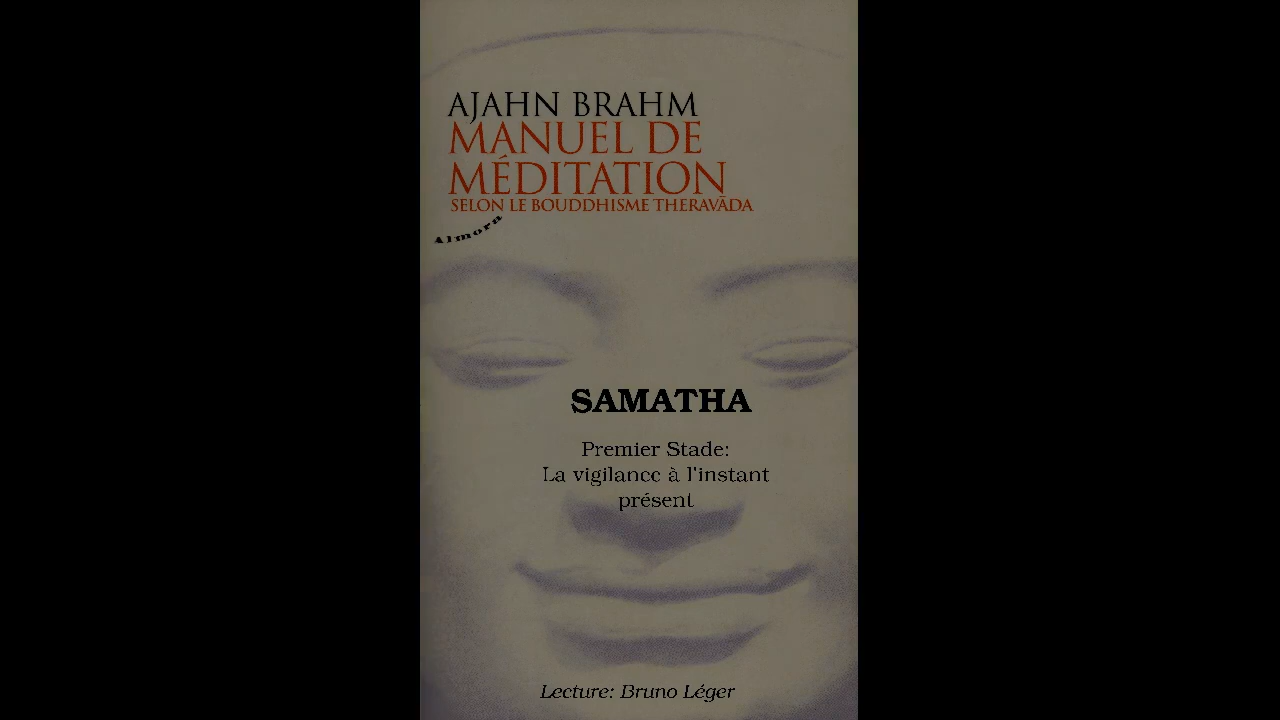 AJAHN BRAHM
MANUEL DE
MÉDITATION
SELON LE BOUDDHISME THERAVĀDA
Almora
SAMATHA
Premier Stade:
La vigilance à l'instant
présent
Lecture: Bruno Léger